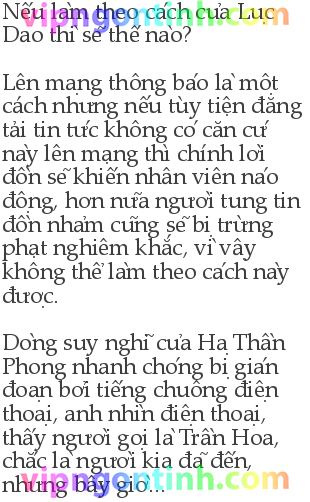 Nếu làm theo cách của Lục
Dao thì sẽ thế nào?
Lên mạng thông báo là một
cách nhưng nếu tùy tiện đăng
tải tin tức không có căn cứ
này lên mạng thì chính lời
đồn sẽ khiến nhân viên náo
động, hơn nữa người tung tin
đồn nhảm cũng sẽ bị trừng
phạt nghiêm khắc, vì vây
không thể làm theo cách này
được.
Dòng suy nghĩ của Hạ Thần
Phong nhanh chóng bị gián
đoạn bởi tiếng chuông điện
thoại, anh nhìn điện thoại,
thấy người gọi là Trần Hoa,
chắc là người kia đã đến,
nhưng bây giờ...
vipngontinh.com
vipngontinh.com